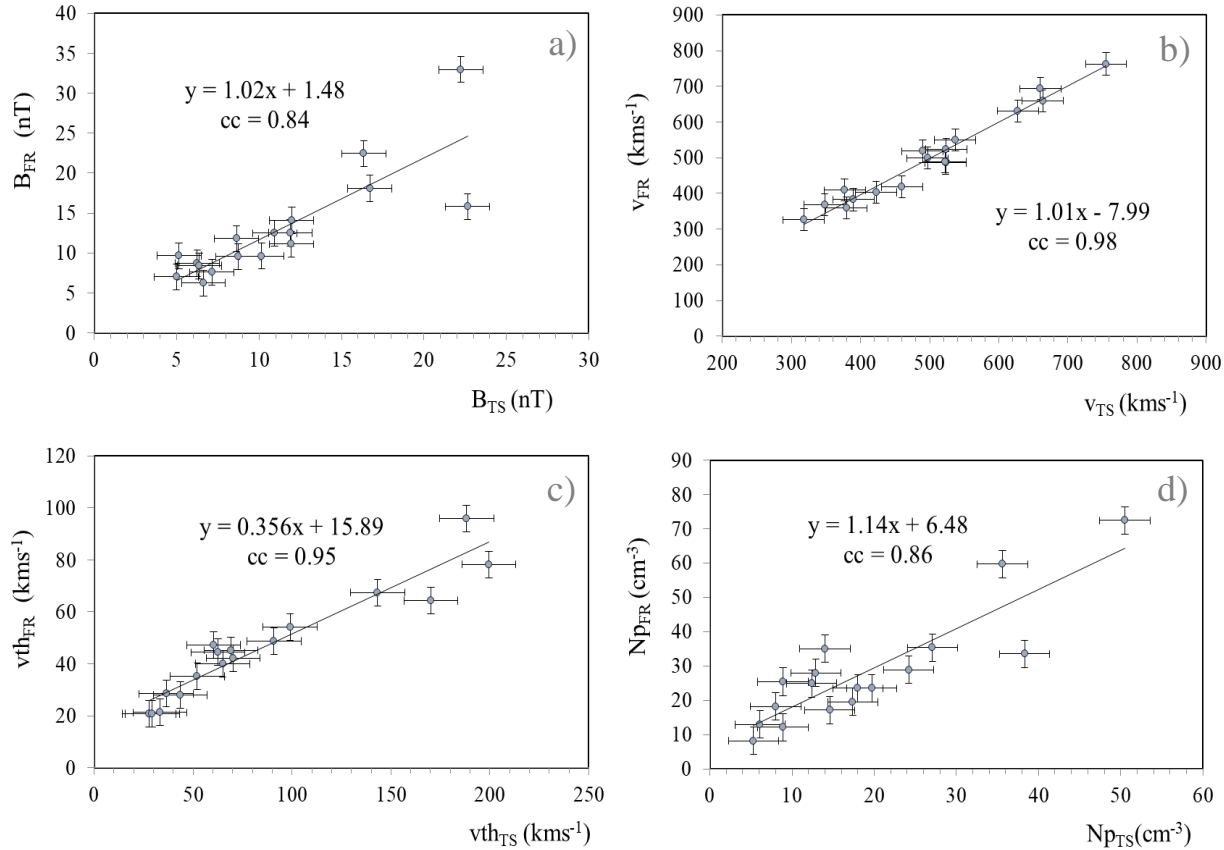 a)
y = 1.02x + 1.48
cc = 0.84
B_FR (nT)
40
35
30
25
20
15
10
5
0
0 5 10 15 20 25 30
B_TS (nT)
b)
y = 1.01x - 7.99
cc = 0.98
v_FR (kms⁻¹)
900
800
700
600
500
400
300
200
100
0
200 300 400 500 600 700 800 900
v_TS (kms⁻¹)
c)
y = 0.356x + 15.89
cc = 0.95
vth_FR (kms⁻¹)
120
100
80
60
40
20
0
0 50 100 150 200 250
vth_TS (kms⁻¹)
d)
y = 1.14x + 6.48
cc = 0.86
Np_FR (cm⁻³)
90
80
70
60
50
40
30
20
10
0
0 10 20 30 40 50 60
Np_TS (cm⁻³)